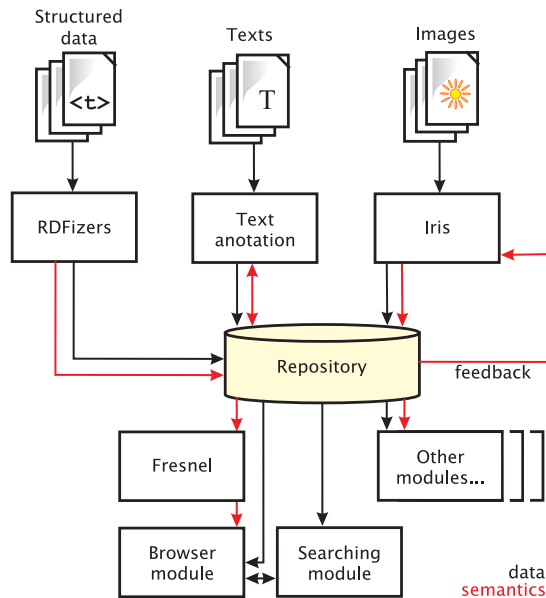 Structured
data
Texts
Images
<t>
T
RDFizers
Text
anotation
Iris
Repository
feedback
Fresnel
Other
modules...
Browser
module
Searching
module
data
semantics